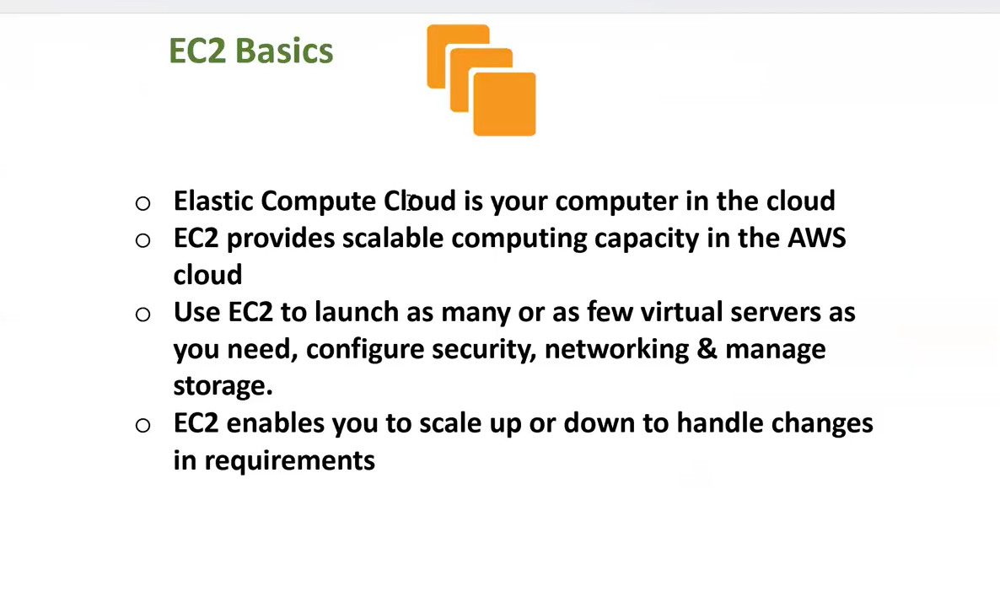 EC2 Basics
o Elastic Compute Cloud is your computer in the cloud
o EC2 provides scalable computing capacity in the AWS
cloud
o Use EC2 to launch as many or as few virtual servers as
you need, configure security, networking & manage
storage.
o EC2 enables you to scale up or down to handle changes
in requirements